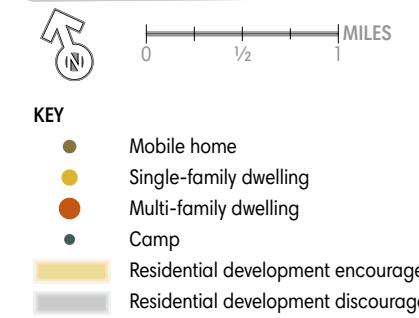 N
MILES
0 ½ 1
KEY
Mobile home
Single-family dwelling
Multi-family dwelling
Camp
Residential development encourage
Residential development discourag